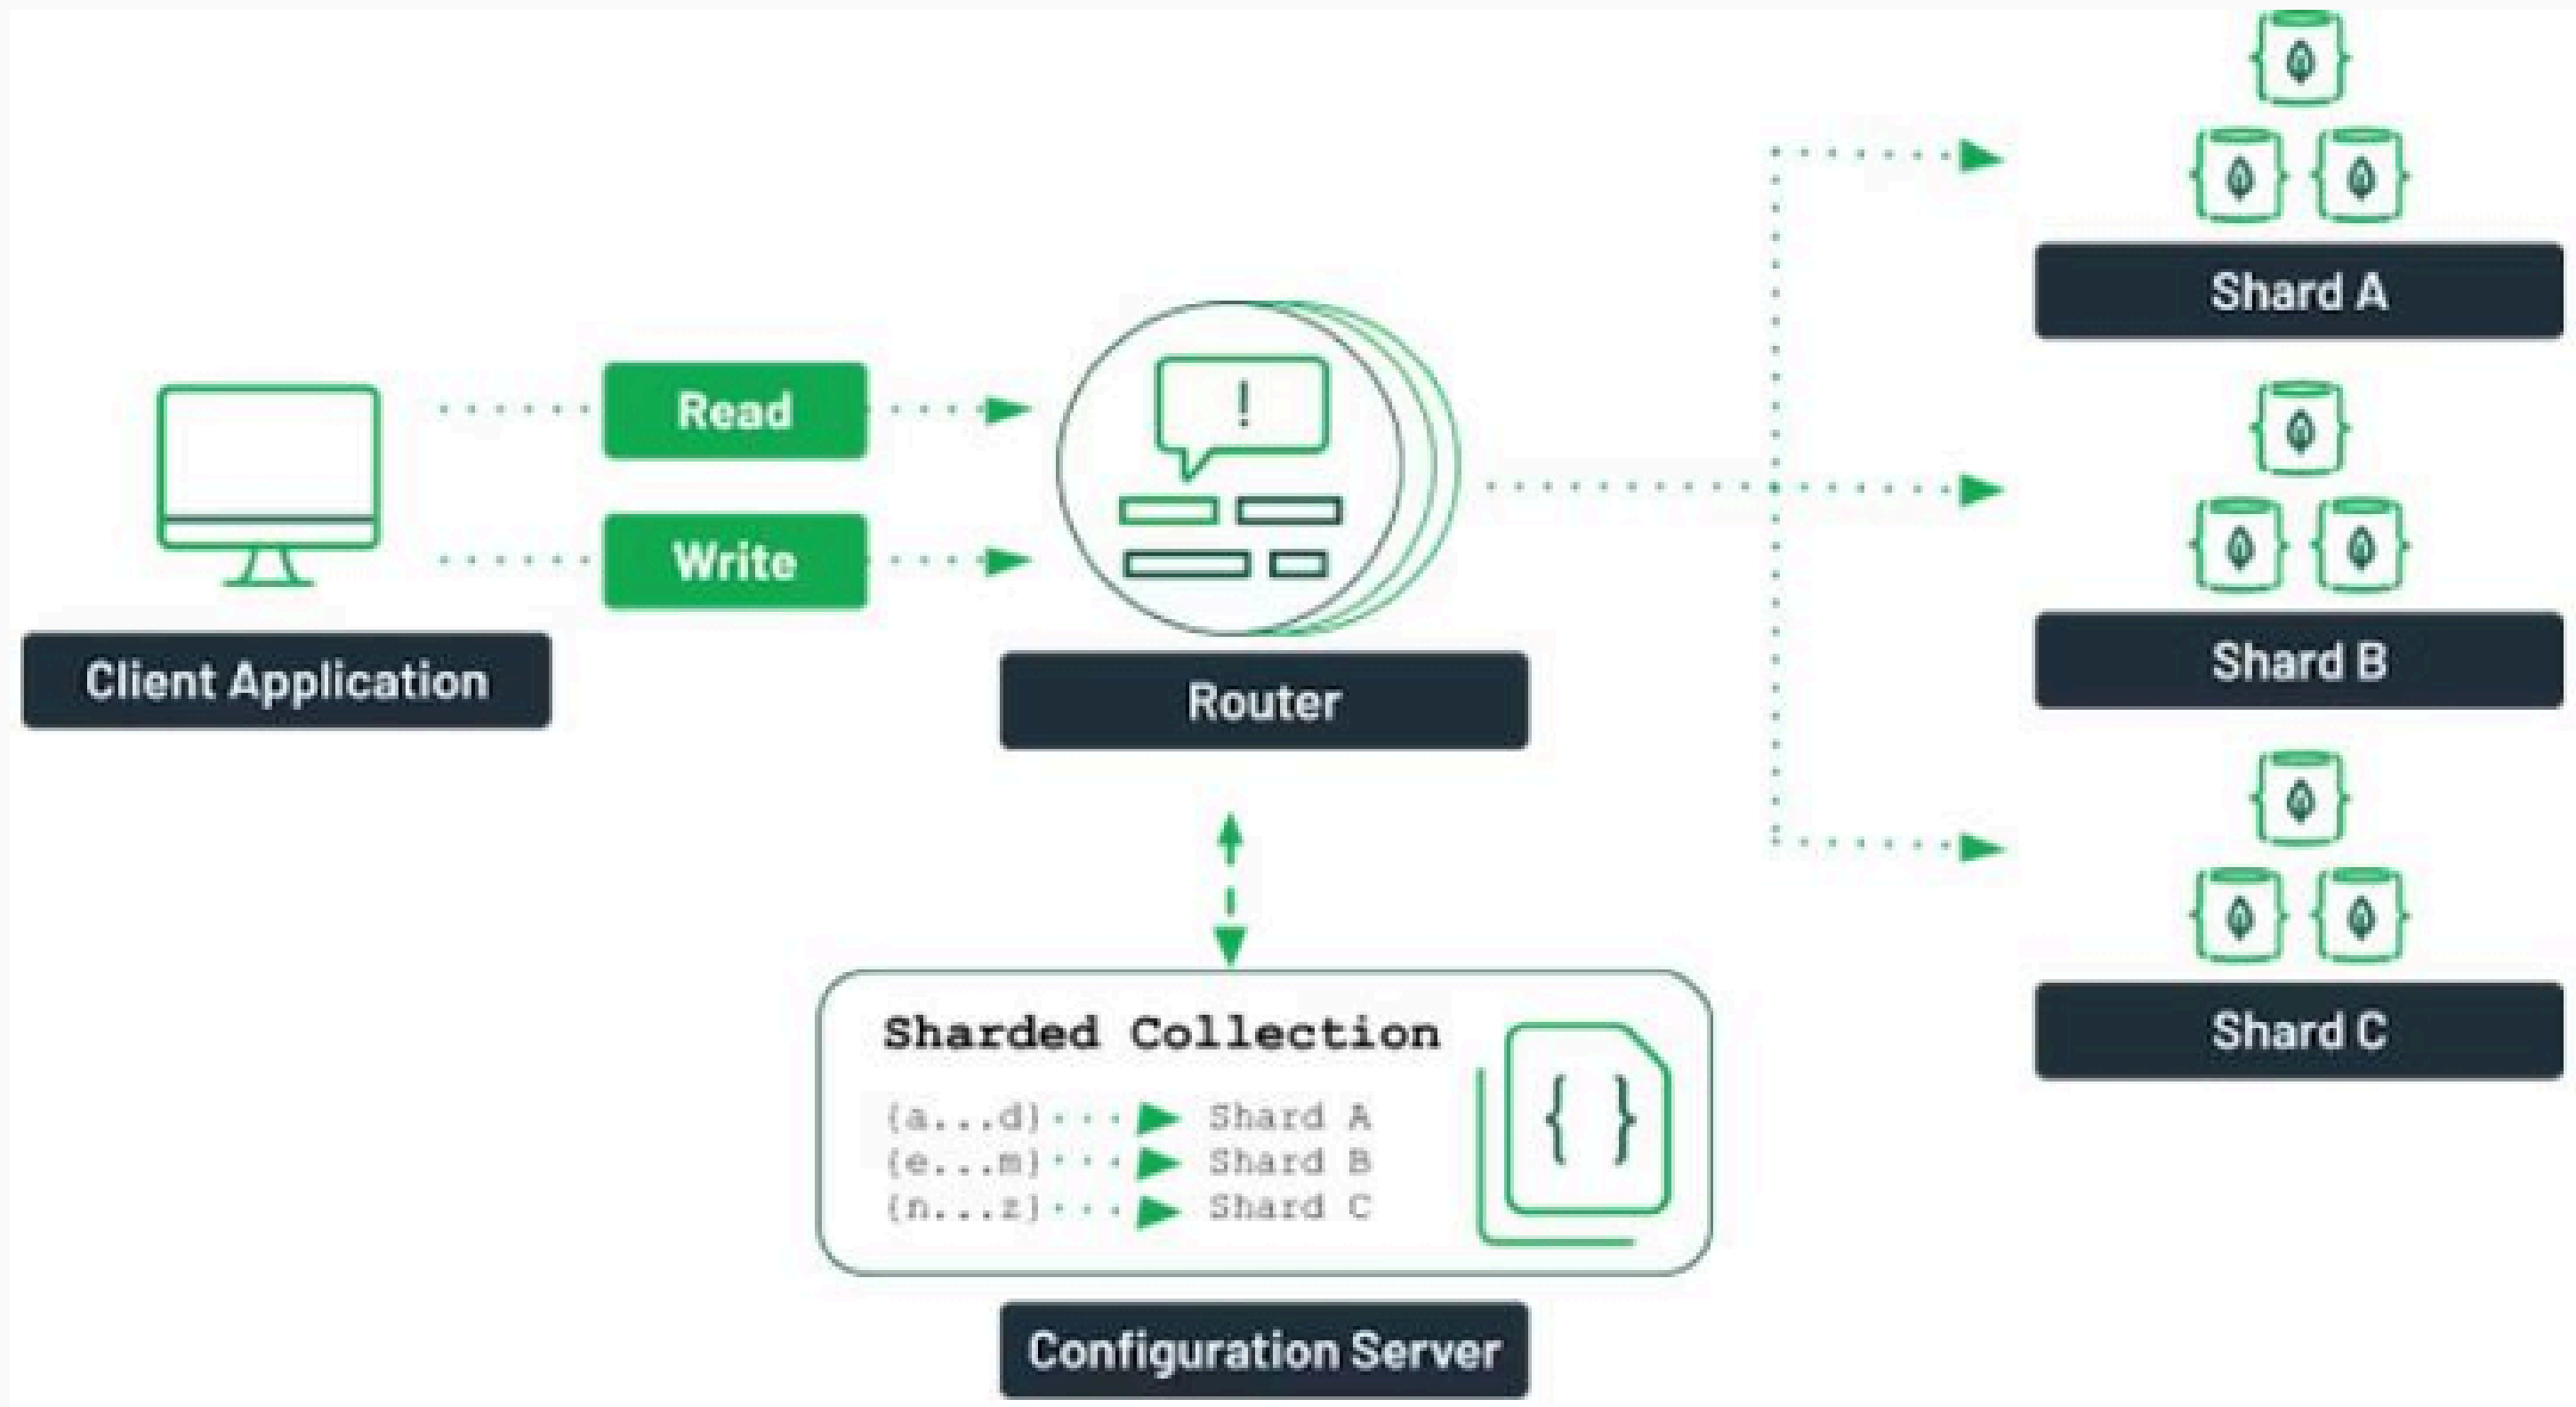 Shard A
Read
!
Write
Client Application
Router
Shard B
Shard C
Sharded Collection
{ }
{a...d} Shard A
{e...m} Shard B
{n...z} Shard C
Configuration Server